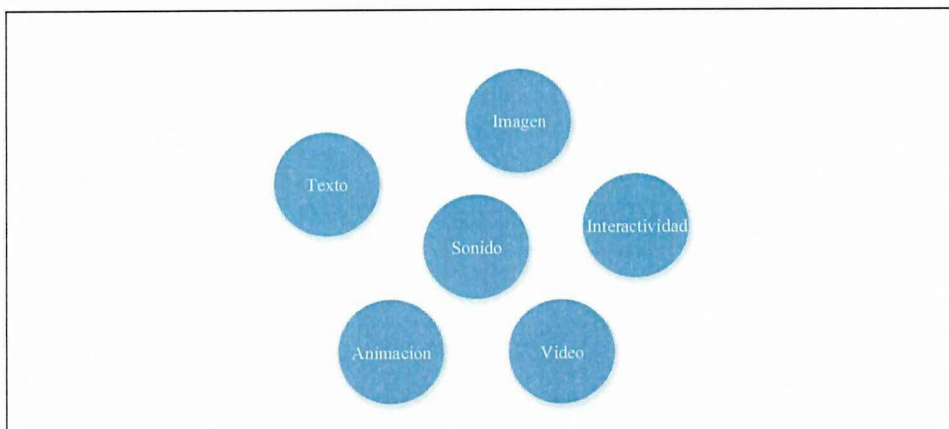 Imagen
Texto
Interactividad
Sonido
Animacion
Video